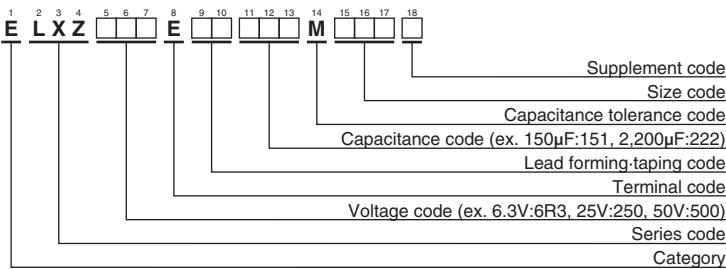 1 2 3 4 5 6 7 8 9 10 11 12 13 14 15 16 17 18
E L X Z □□□ E □□ □□□ M □□□ □
Supplement code
Size code
Capacitance tolerance code
Capacitance code (ex. 150µF:151, 2,200µF:222)
Lead forming·taping code
Terminal code
Voltage code (ex. 6.3V:6R3, 25V:250, 50V:500)
Series code
Category